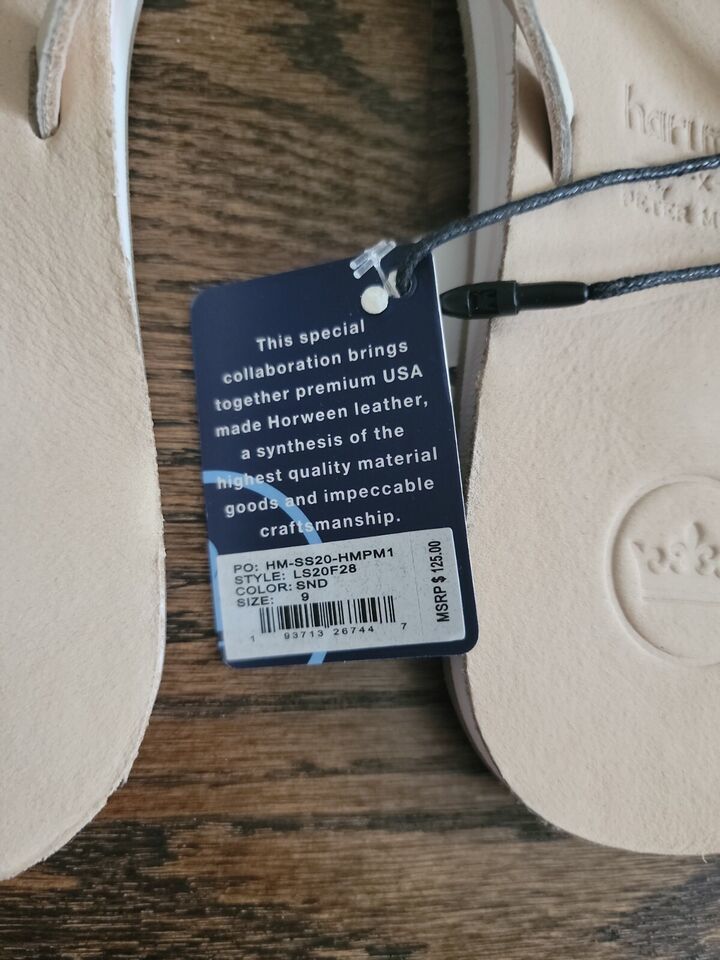 This special
collaboration brings
together premium USA
made Horween leather,
a synthesis of the
highest quality material
goods and impeccable
craftsmanship.
PO: HM-SS20-HMPM1
STYLE: LS20F28
COLOR: SND
SIZE: 9
MSRP $ 125.00
1 93713 26744 7
X
PETER M